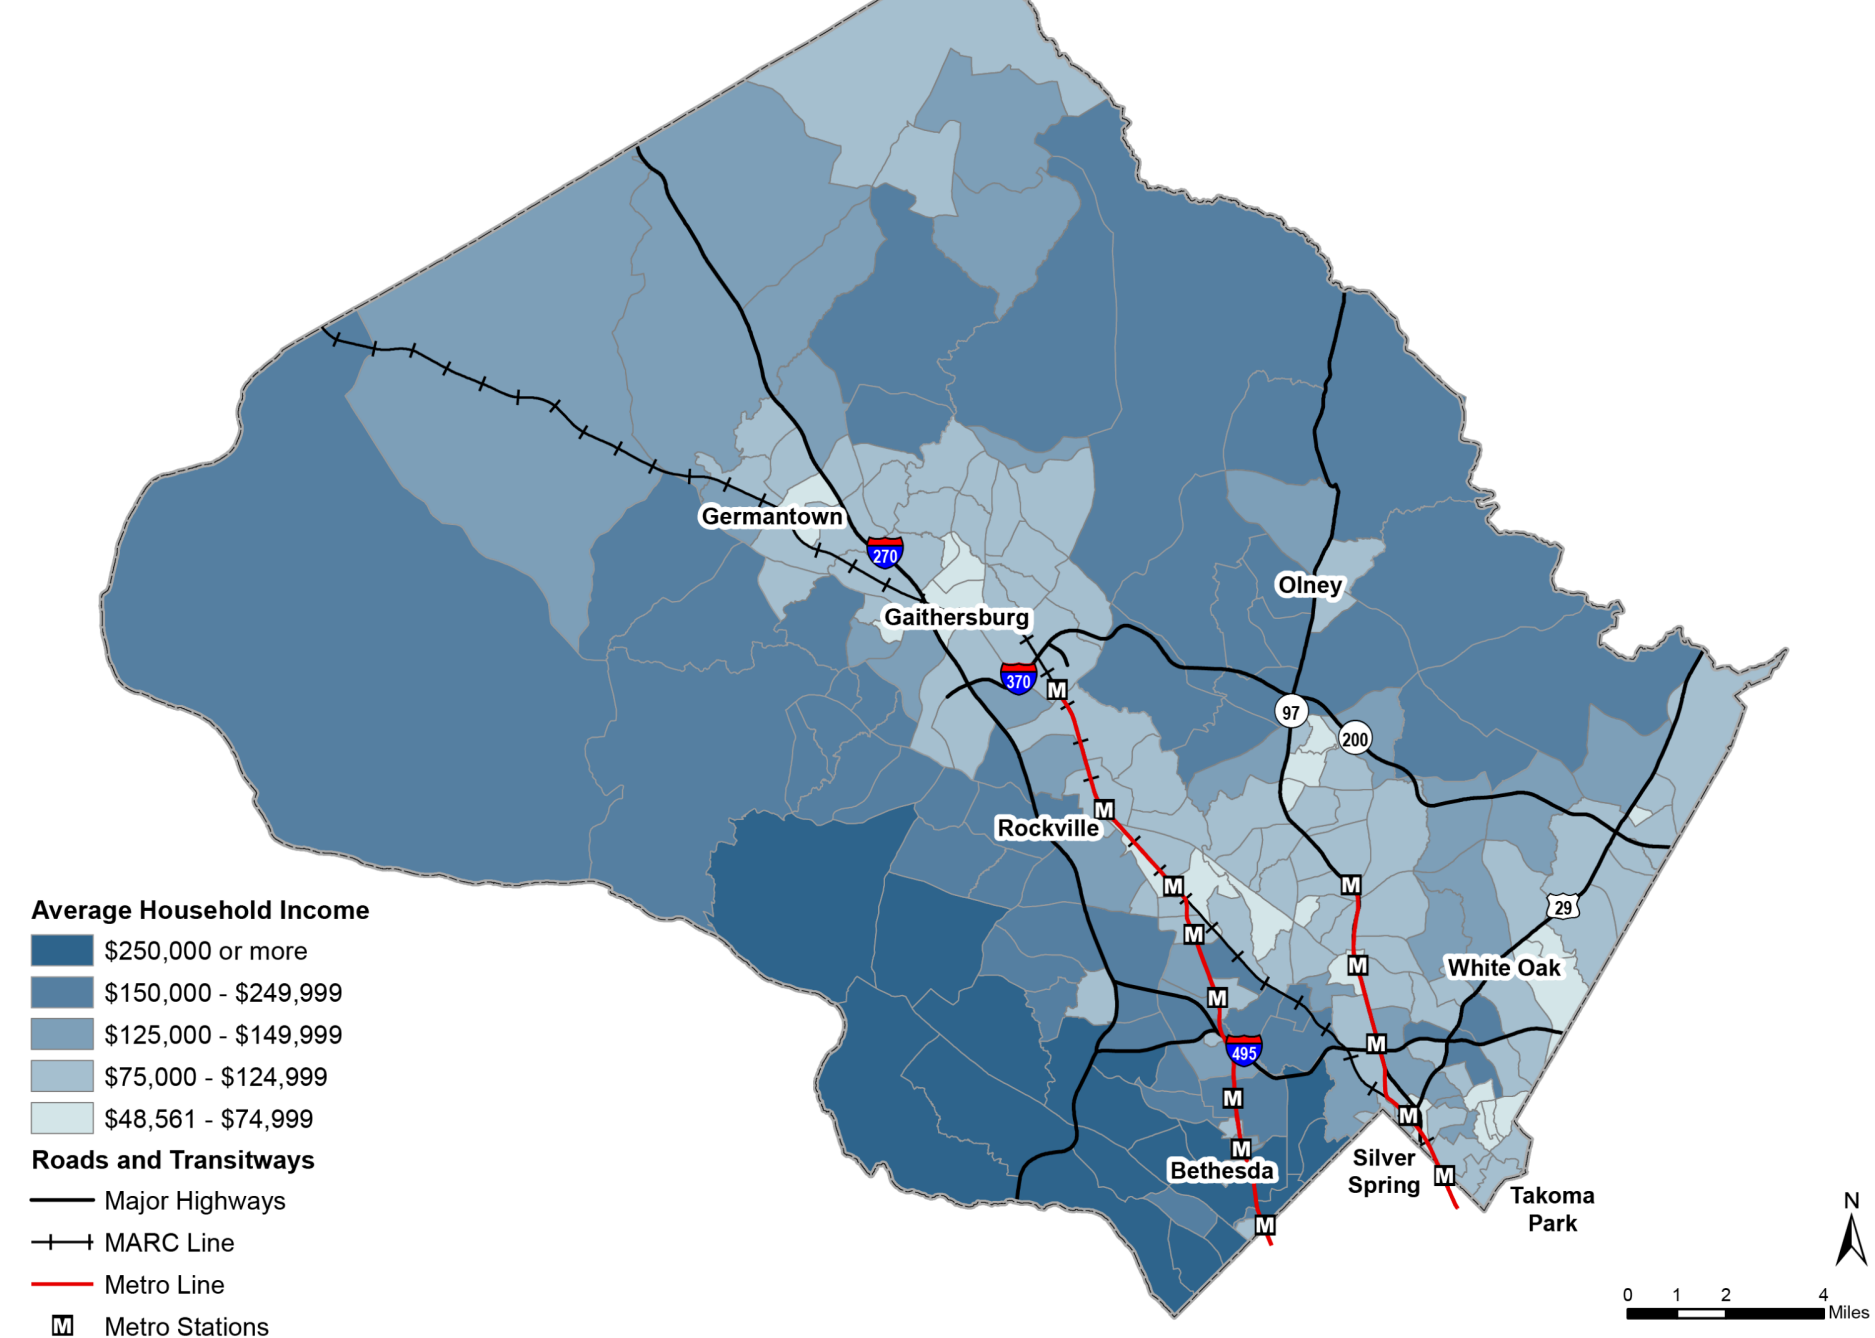 Germantown
270
Gaithersburg
370
M
Olney
97
200
M
Rockville
M
M
M
29
M
White Oak
M
495
M
M
M
M
Bethesda
Silver
Spring
M
Takoma
Park
M
Average Household Income
$250,000 or more
$150,000 - $249,999
$125,000 - $149,999
$75,000 - $124,999
$48,561 - $74,999
Roads and Transitways
Major Highways
MARC Line
Metro Line
M Metro Stations
N
0 1 2 4
Miles